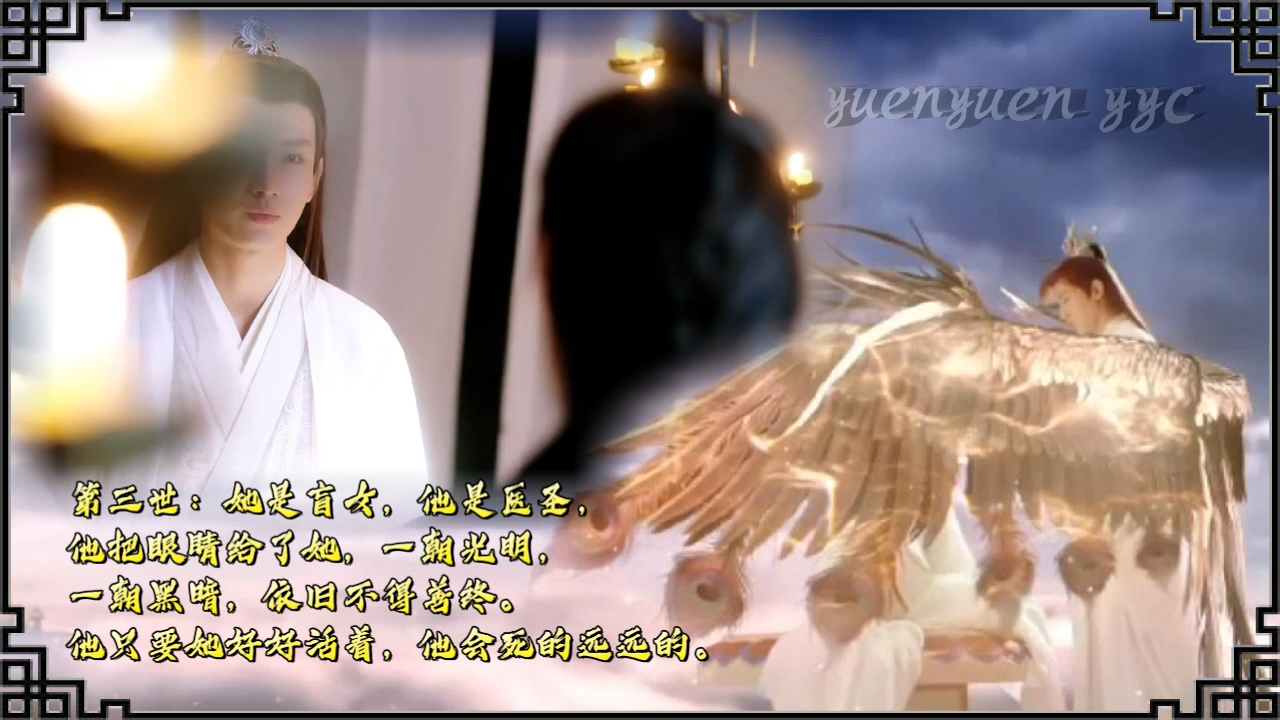 yuenyuen yyc
第三世：她是盲女，他是医圣，
他把眼睛给了她，一朝光明，
一朝黑暗，依旧不得善终。
他只要她好好活着，他会死的远远的。